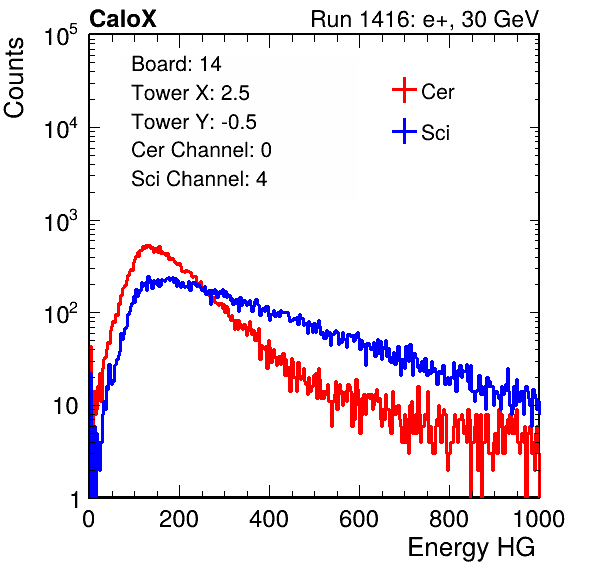 CaloX Run 1416: e+, 30 GeV
Counts
Board: 14
Tower X: 2.5
Tower Y: -0.5
Cer Channel: 0
Sci Channel: 4
Cer
Sci
10^5
10^4
10^3
10^2
10
1
0 200 400 600 800 1000
Energy HG